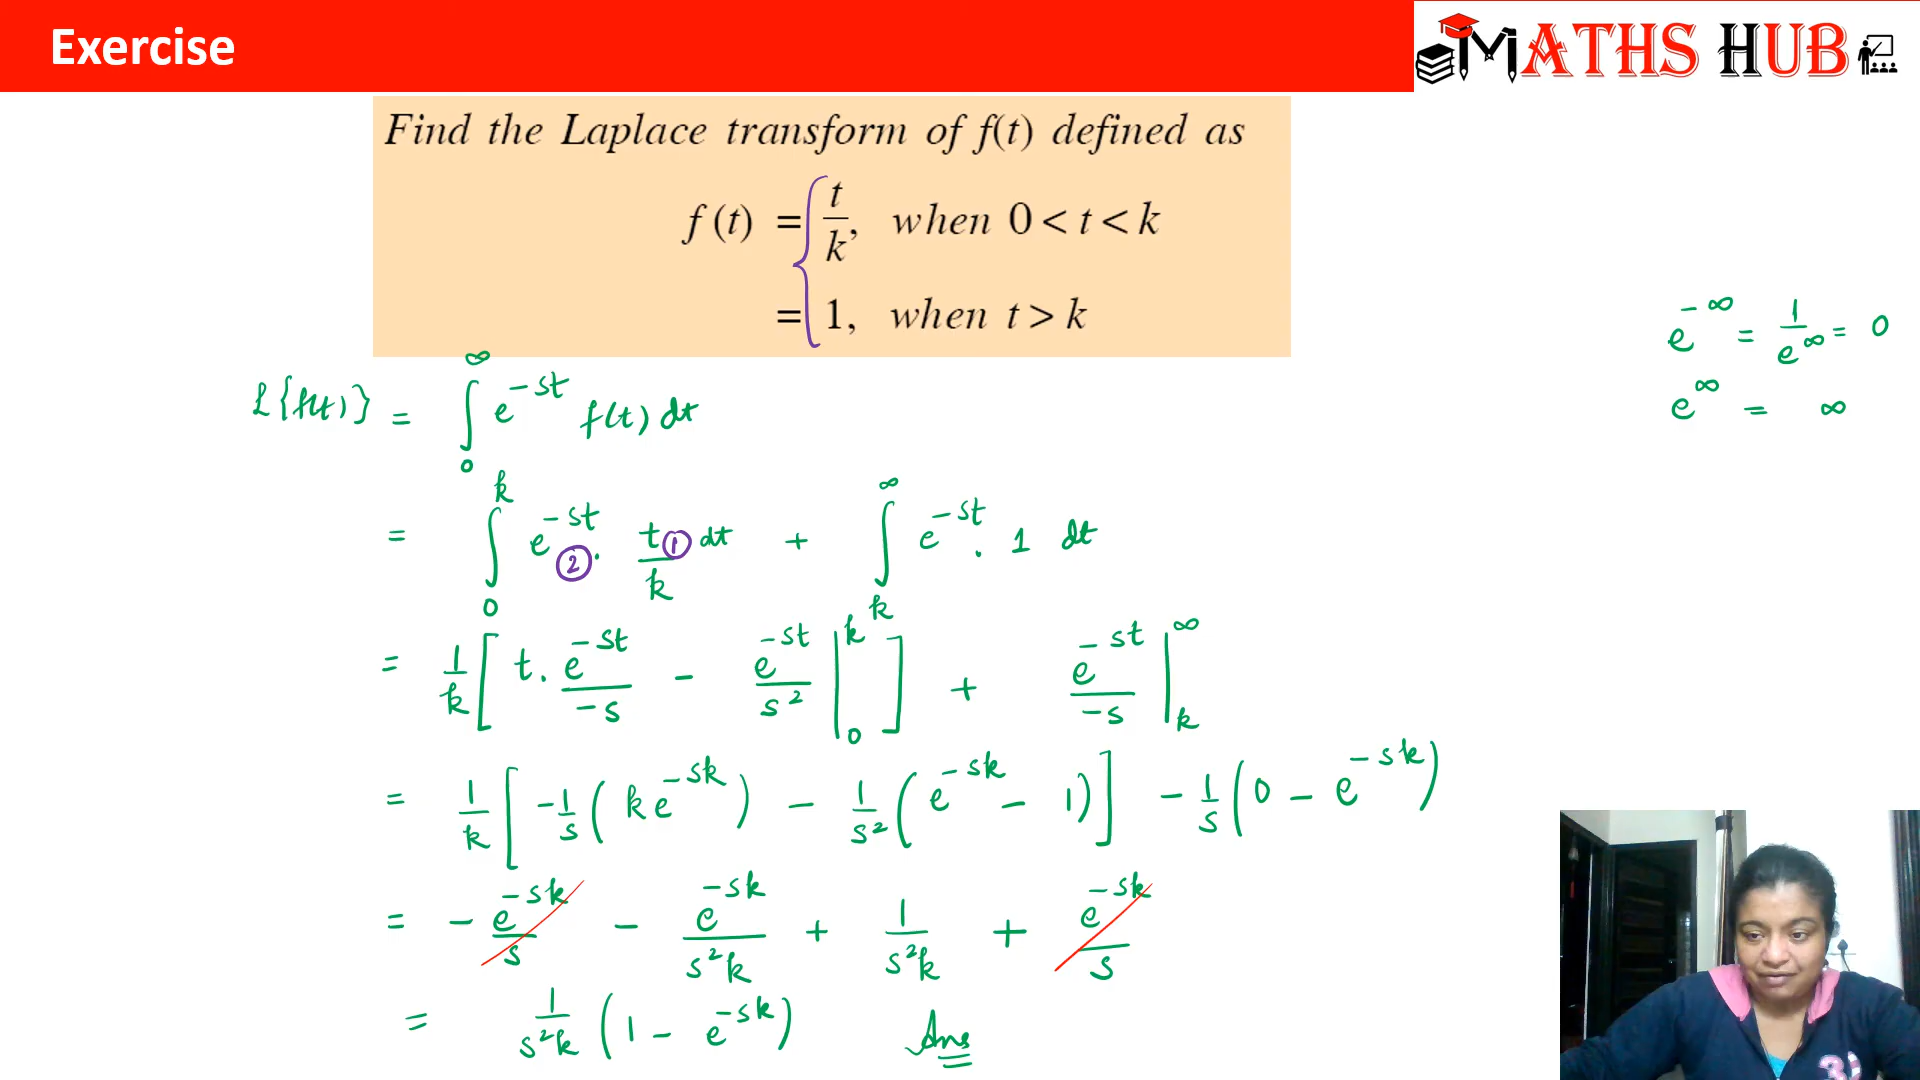 Exercise
MATHS HUB
Find the Laplace transform of f(t) defined as
f(t) = { t/k, when 0 < t < k
= 1, when t > k
e^{-∞} = 1/e^∞ = 0
e^∞ = ∞
L{f(t)} = ∫_0^∞ e^{-st} f(t) dt
= ∫_0^k e^{-st} ② . t/k ① dt + ∫_k^∞ e^{-st} . 1 dt
= 1/k [ t . e^{-st}/-s - e^{-st}/s² |_0^k ] + e^{-st}/-s |_k^∞
= 1/k [ -1/s ( k e^{-sk} ) - 1/s² ( e^{-sk} - 1 ) ] - 1/s ( 0 - e^{-sk} )
= - e^{-sk}/s - e^{-sk}/s²k + 1/s²k + e^{-sk}/s
= 1/s²k ( 1 - e^{-sk} ) Ans